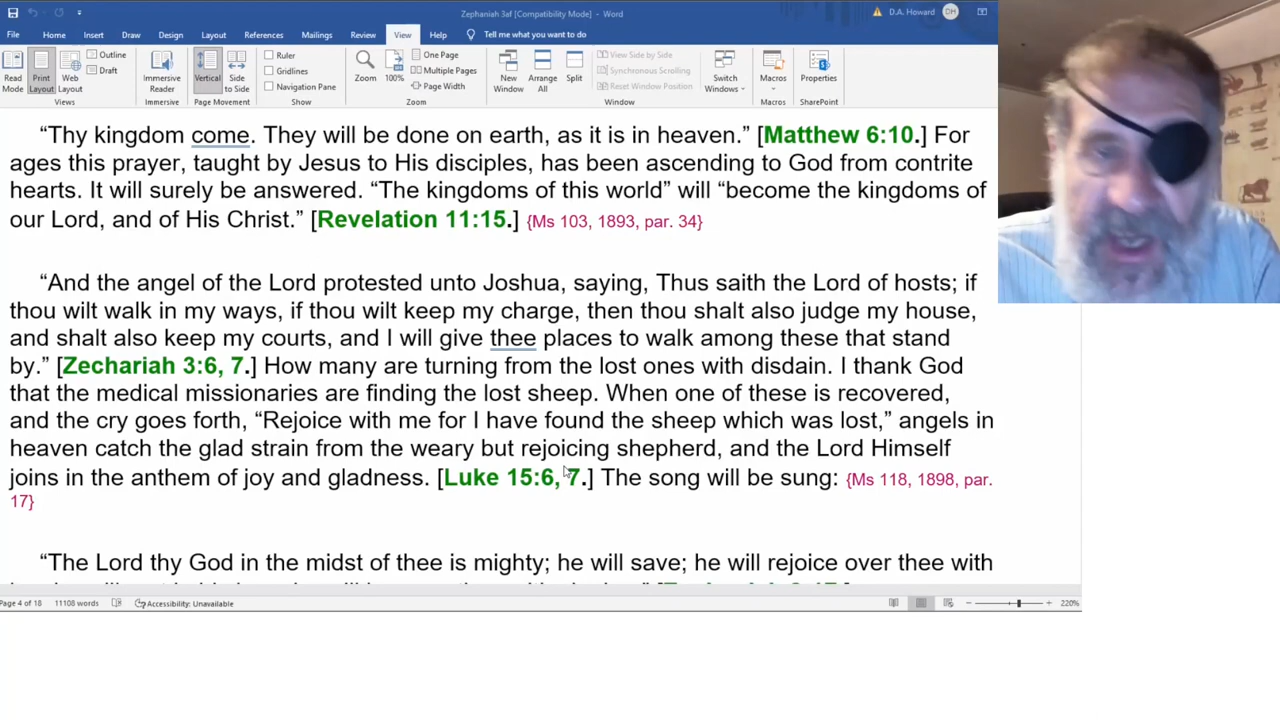 Zephaniah 3af [Compatibility Mode] - Word
D.A. Howard
DH
File Home Insert Draw Design Layout References Mailings Review View Help Tell me what you want to do
Read Mode
Print Layout
Web Layout
Outline
Draft
Views
Immersive Reader
Immersive
Vertical
Side to Side
Page Movement
Ruler
Gridlines
Navigation Pane
Show
Zoom
100%
One Page
Multiple Pages
Page Width
Zoom
New Window
Arrange All
Split
View Side by Side
Synchronous Scrolling
Reset Window Position
Window
Switch Windows
Macros
Macros
Properties
SharePoint
“Thy kingdom come. They will be done on earth, as it is in heaven.” [Matthew 6:10.] For
ages this prayer, taught by Jesus to His disciples, has been ascending to God from contrite
hearts. It will surely be answered. “The kingdoms of this world” will “become the kingdoms of
our Lord, and of His Christ.” [Revelation 11:15.] {Ms 103, 1893, par. 34}
“And the angel of the Lord protested unto Joshua, saying, Thus saith the Lord of hosts; if
thou wilt walk in my ways, if thou wilt keep my charge, then thou shalt also judge my house,
and shalt also keep my courts, and I will give thee places to walk among these that stand
by.” [Zechariah 3:6, 7.] How many are turning from the lost ones with disdain. I thank God
that the medical missionaries are finding the lost sheep. When one of these is recovered,
and the cry goes forth, “Rejoice with me for I have found the sheep which was lost,” angels in
heaven catch the glad strain from the weary but rejoicing shepherd, and the Lord Himself
joins in the anthem of joy and gladness. [Luke 15:6, 7.] The song will be sung: {Ms 118, 1898, par.
17}
“The Lord thy God in the midst of thee is mighty; he will save; he will rejoice over thee with
Page 4 of 18 11108 words Accessibility: Unavailable 220%